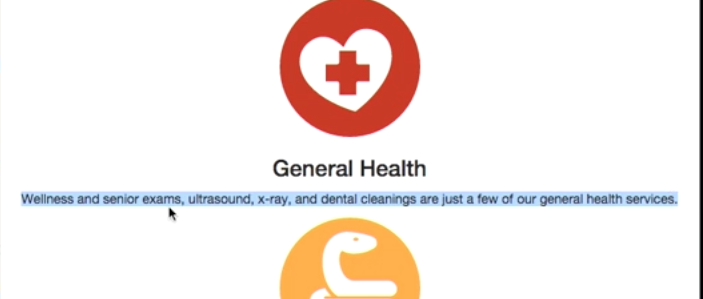 General Health
Wellness and senior exams, ultrasound, x-ray, and dental cleanings are just a few of our general health services.